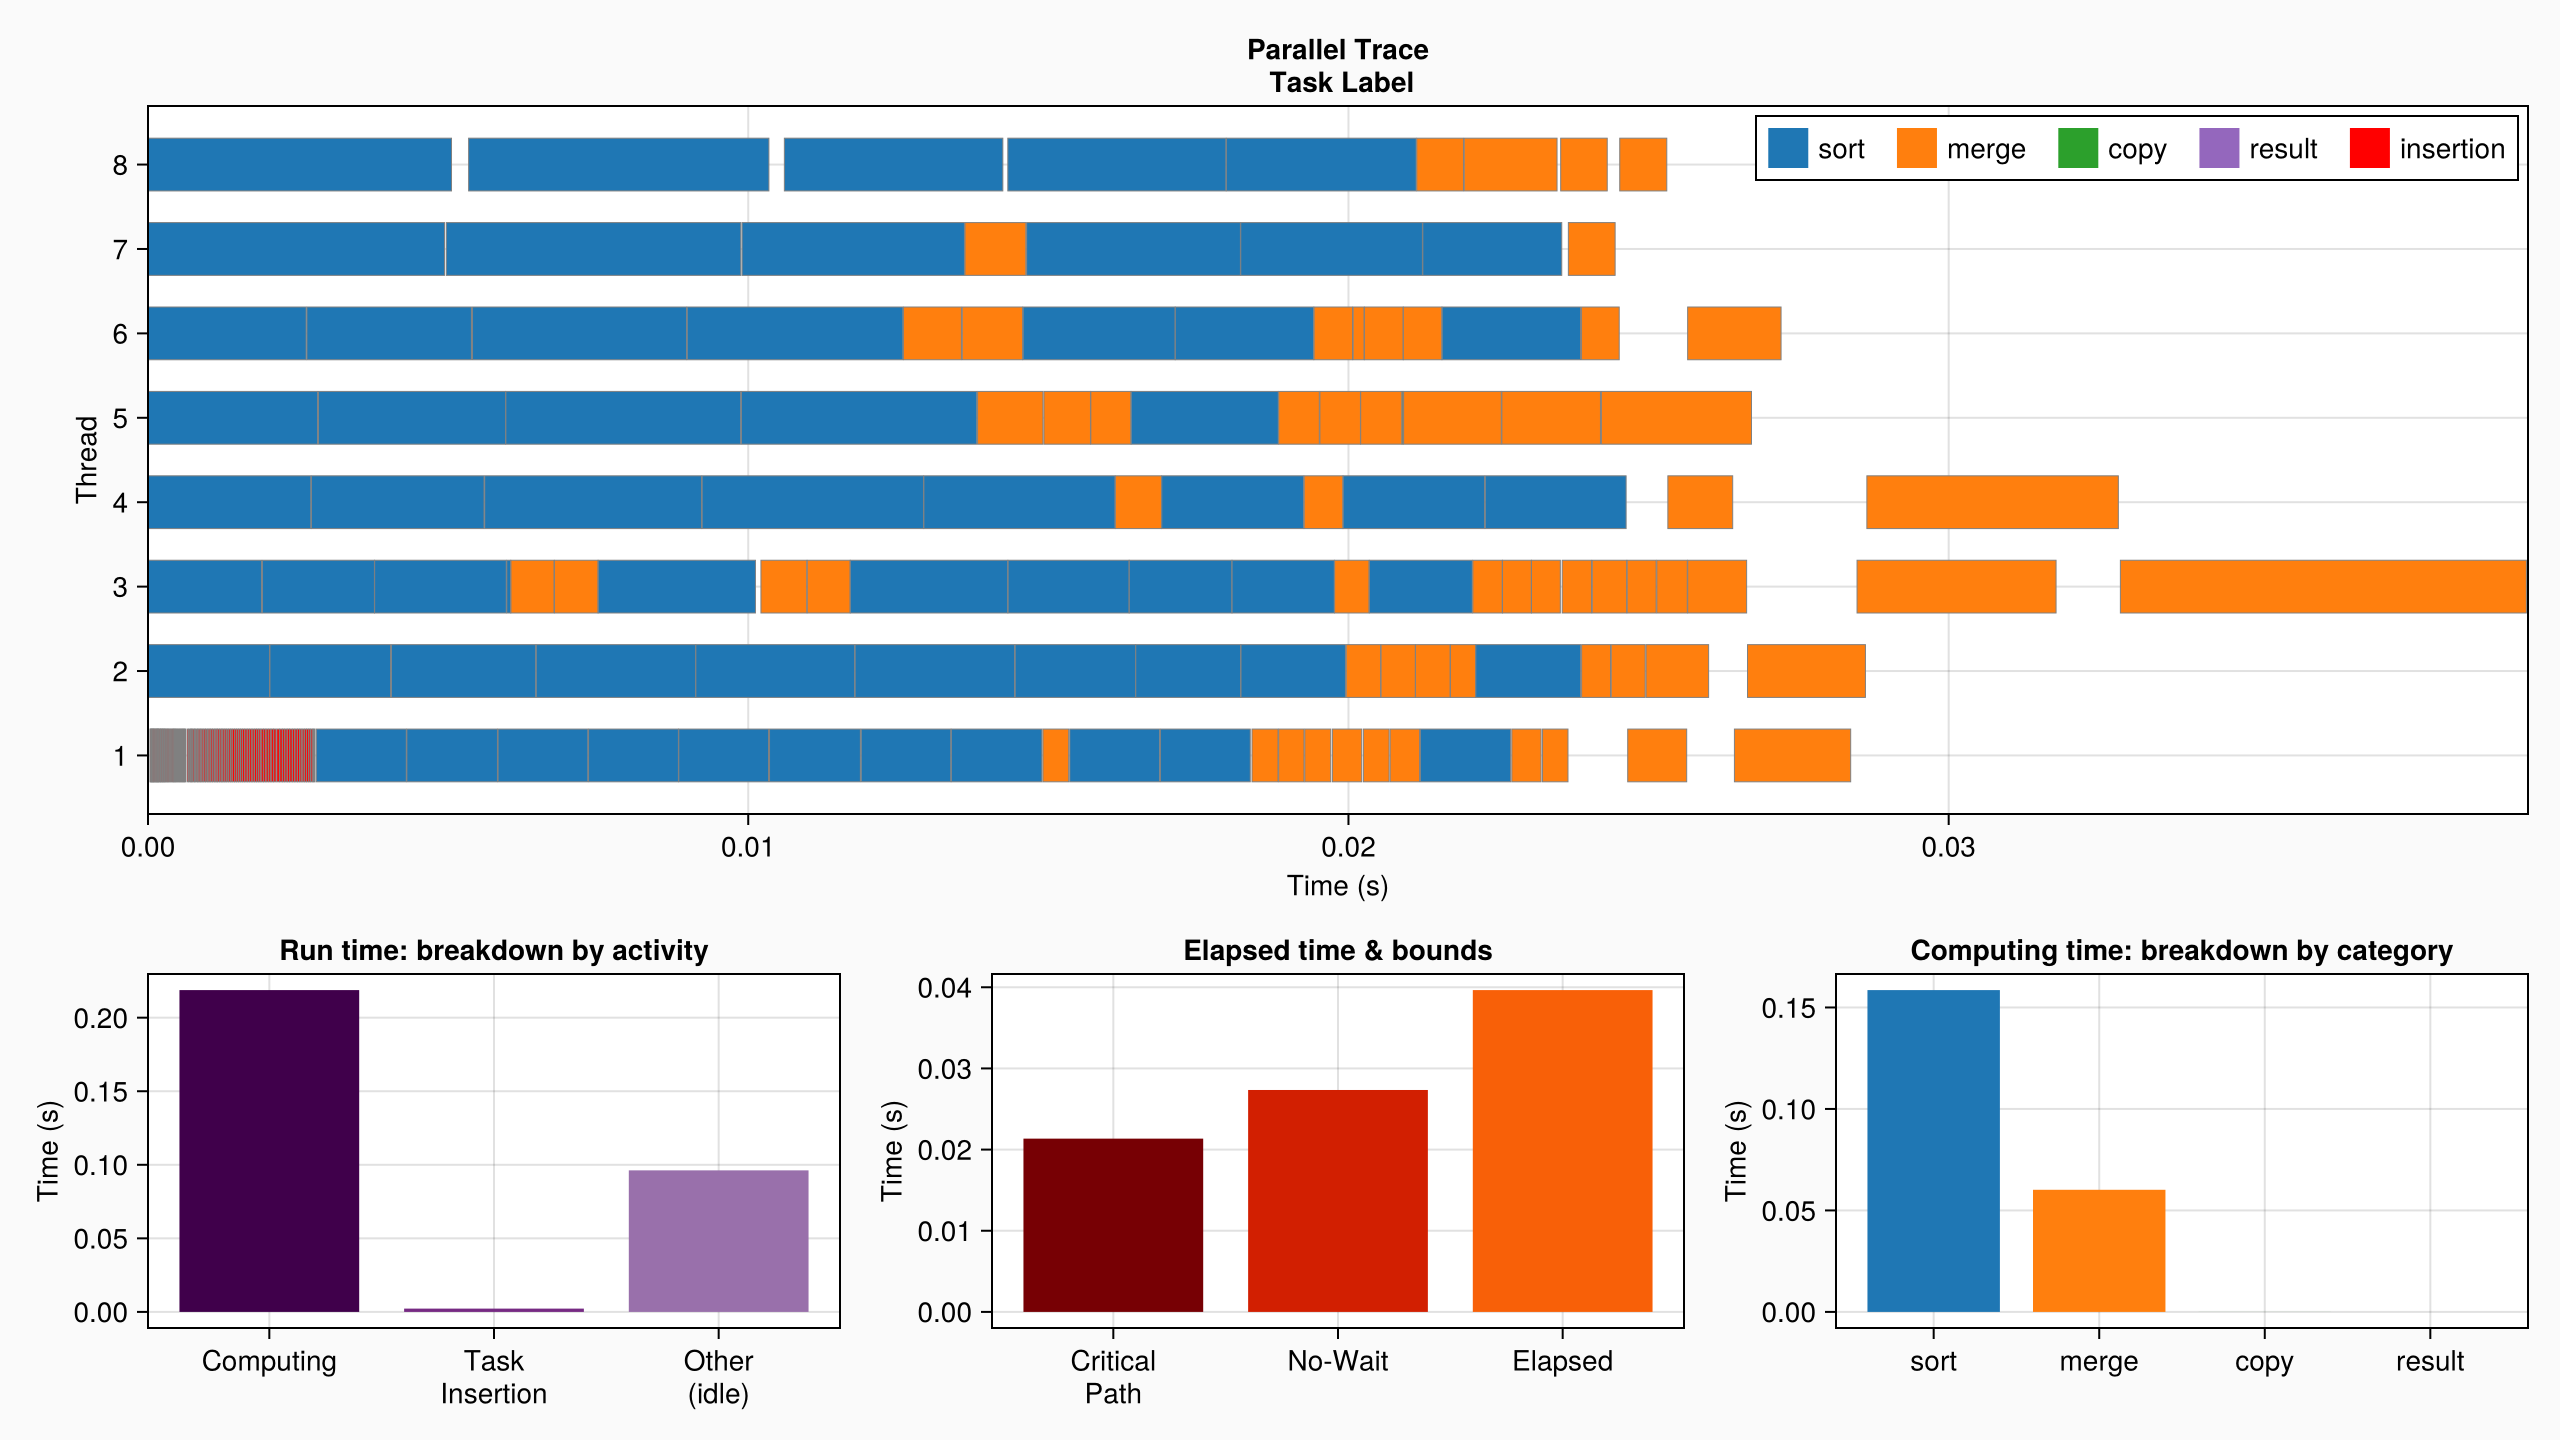 Parallel Trace
Task Label
sort
merge
copy
result
insertion
Thread
8
7
6
5
4
3
2
1
0.00
0.01
0.02
0.03
Time (s)
Run time: breakdown by activity
Time (s)
0.20
0.15
0.10
0.05
0.00
Computing
Task
Insertion
Other
(idle)
Elapsed time & bounds
Time (s)
0.04
0.03
0.02
0.01
0.00
Critical
Path
No-Wait
Elapsed
Computing time: breakdown by category
Time (s)
0.15
0.10
0.05
0.00
sort
merge
copy
result